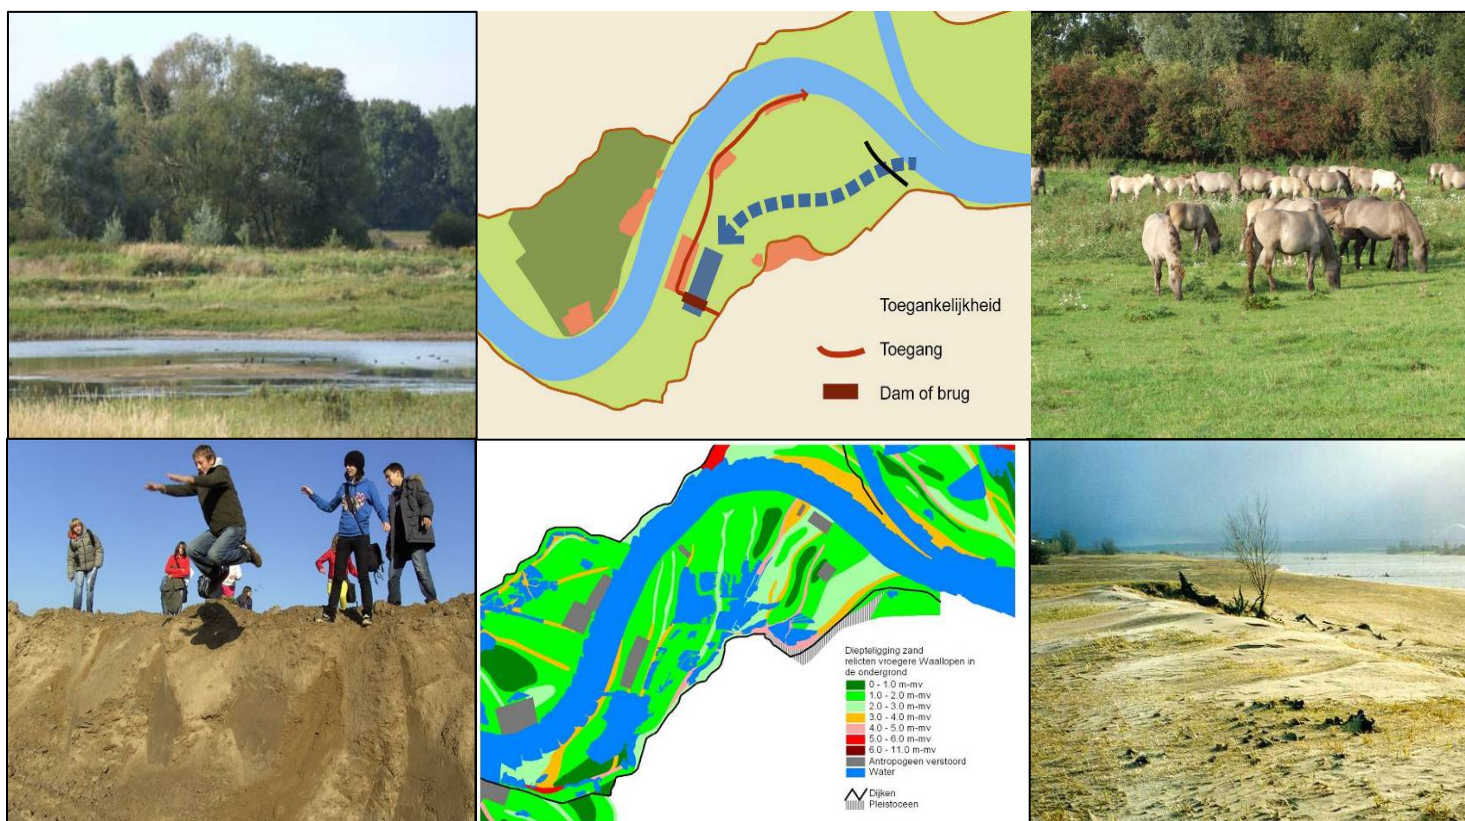 Toegankelijkheid
Toegang
Dam of brug
Diepteligging zand
relicten vroegere Waallopen in
de ondergrond
0 - 1.0 m-mv
1.0 - 2.0 m-mv
2.0 - 3.0 m-mv
3.0 - 4.0 m-mv
4.0 - 5.0 m-mv
5.0 - 6.0 m-mv
6.0 - 11.0 m-mv
Antropogeen verstoord
Water
Dijken
Pleistoceen